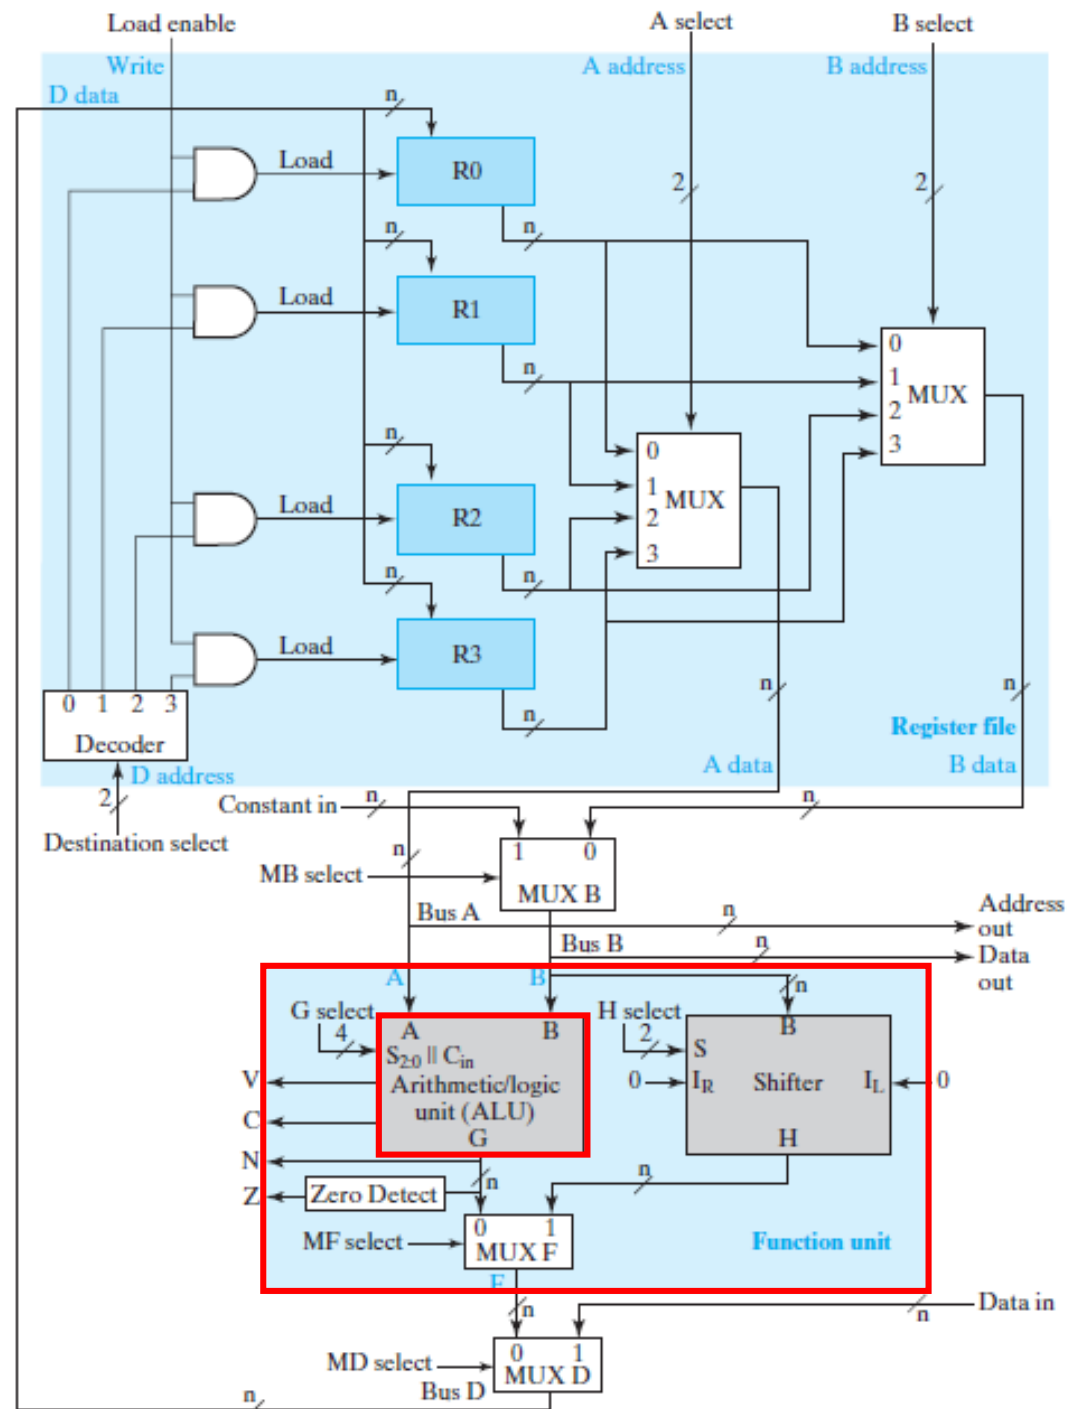 Load enable
A select
B select
Write
A address
B address
D data
n
Load
R0
2
2
n
n
Load
R1
0
n
1
MUX
2
n
0
3
1
MUX
Load
R2
2
3
n
n
Load
R3
n
n
0 1 2 3
n
Register file
Decoder
A data
B data
D address
2
Constant in
n
n
Destination select
n
1 0
MB select
MUX B
Bus A
n
Address
out
Bus B
n
Data
out
A
B
n
G select
H select
4
A
B
2
B
S2:0 || Cin
S
V
Arithmetic/logic
unit (ALU)
0
IR
Shifter
IL
0
C
G
H
N
n
n
Z
Zero Detect
0 1
MF select
MUX F
Function unit
F
n
n
Data in
0 1
MD select
MUX D
Bus D
n